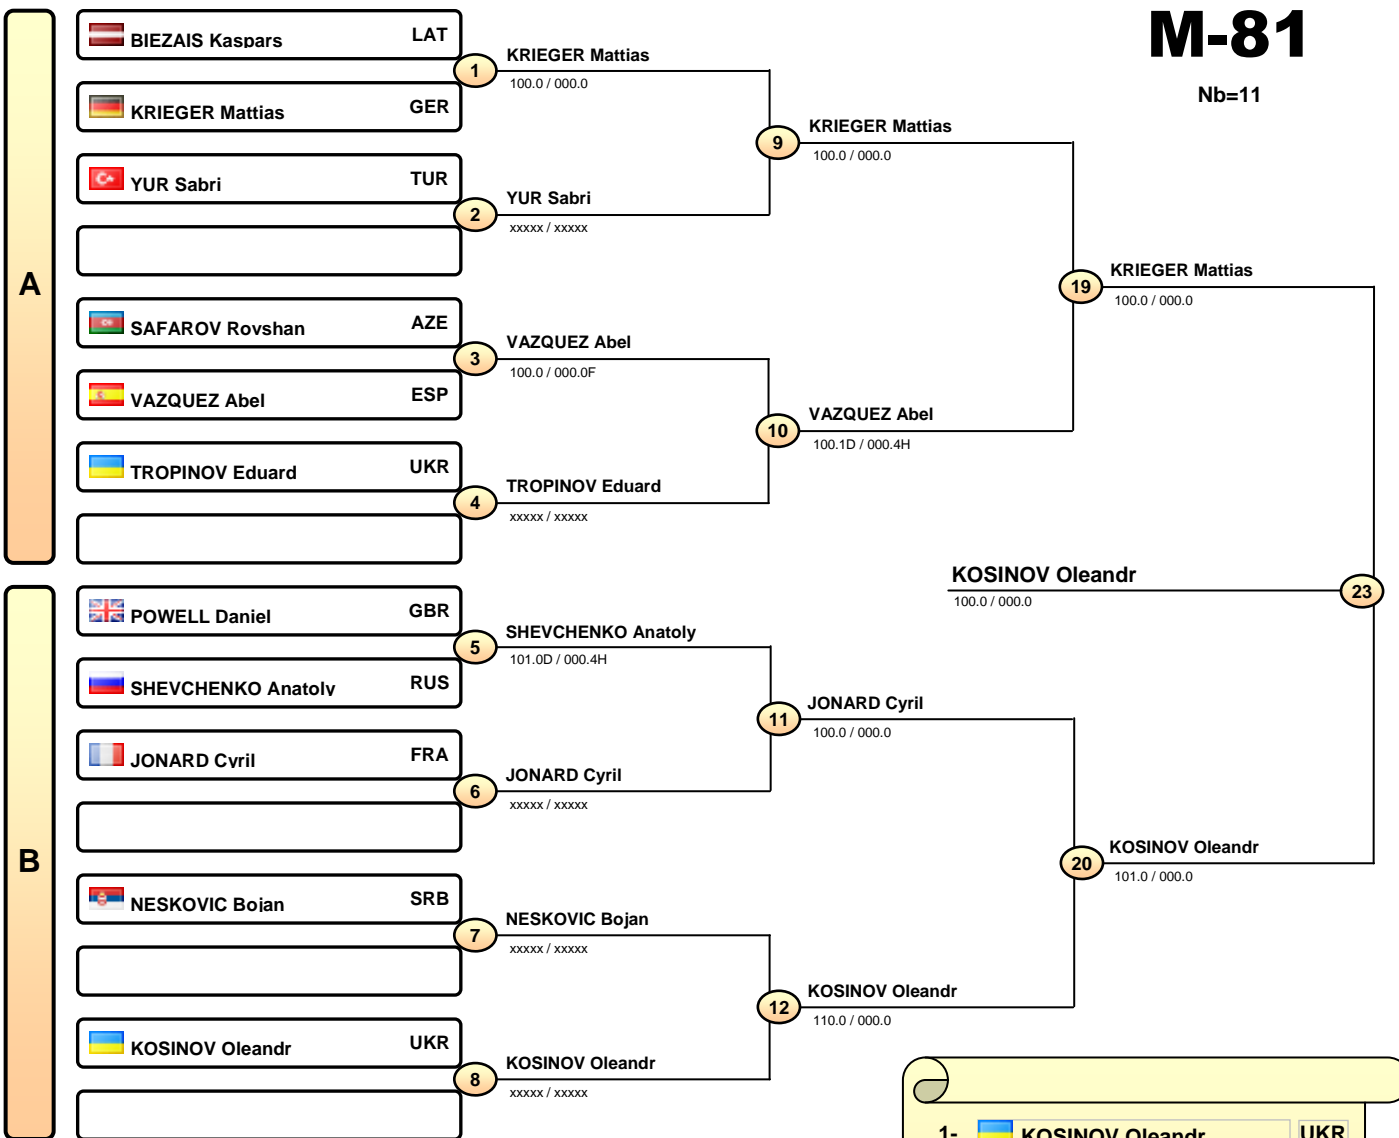 M-81
Nb=11
A
BIEZAIS Kaspars LAT
KRIEGER Mattias GER
YUR Sabri TUR
SAFAROV Rovshan AZE
VAZQUEZ Abel ESP
TROPINOV Eduard UKR
B
POWELL Daniel GBR
SHEVCHENKO Anatoly RUS
JONARD Cyril FRA
NESKOVIC Bojan SRB
KOSINOV Oleandr UKR
1
KRIEGER Mattias
100.0 / 000.0
2
YUR Sabri
xxxxx / xxxxx
3
VAZQUEZ Abel
100.0 / 000.0F
4
TROPINOV Eduard
xxxxx / xxxxx
5
SHEVCHENKO Anatoly
101.0D / 000.4H
6
JONARD Cyril
xxxxx / xxxxx
7
NESKOVIC Bojan
xxxxx / xxxxx
8
KOSINOV Oleandr
xxxxx / xxxxx
9
KRIEGER Mattias
100.0 / 000.0
10
VAZQUEZ Abel
100.1D / 000.4H
11
JONARD Cyril
100.0 / 000.0
12
KOSINOV Oleandr
110.0 / 000.0
19
KRIEGER Mattias
100.0 / 000.0
20
KOSINOV Oleandr
101.0 / 000.0
23
KOSINOV Oleandr
100.0 / 000.0
1- KOSINOV Oleandr UKR